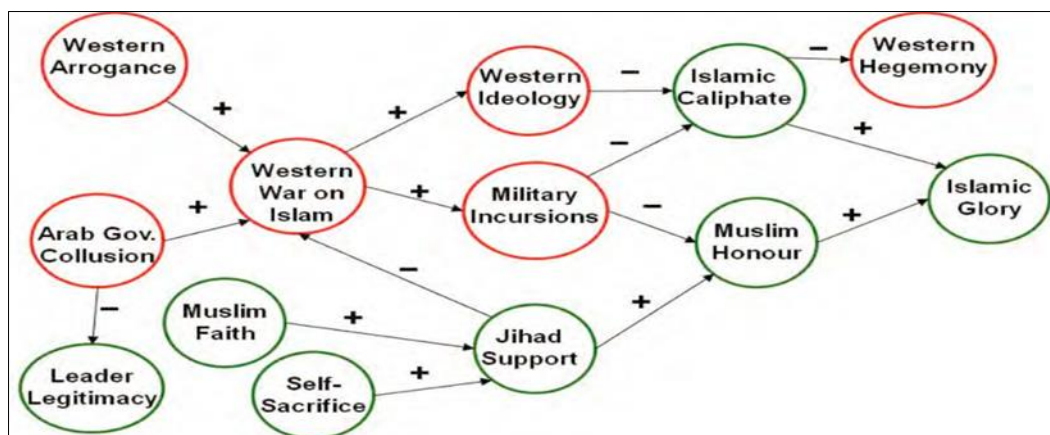 Western
Arrogance
+
Western
Ideology
+
−
Islamic
Caliphate
−
Western
Hegemony
Western
War on
Islam
+
Military
Incursions
−
−
+
Islamic
Glory
Arab Gov.
Collusion
+
−
Muslim
Honour
+
−
Muslim
Faith
+
Jihad
Support
+
Leader
Legitimacy
Self-
Sacrifice
+